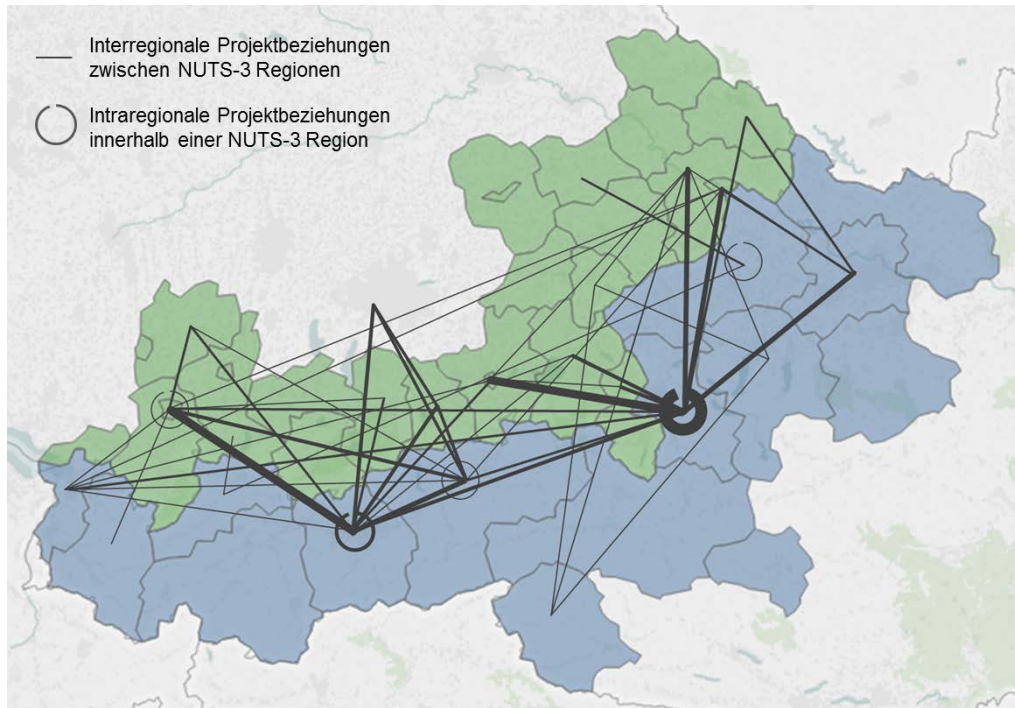 Interregionale Projektbeziehungen
zwischen NUTS-3 Regionen
Intraregionale Projektbeziehungen
innerhalb einer NUTS-3 Region